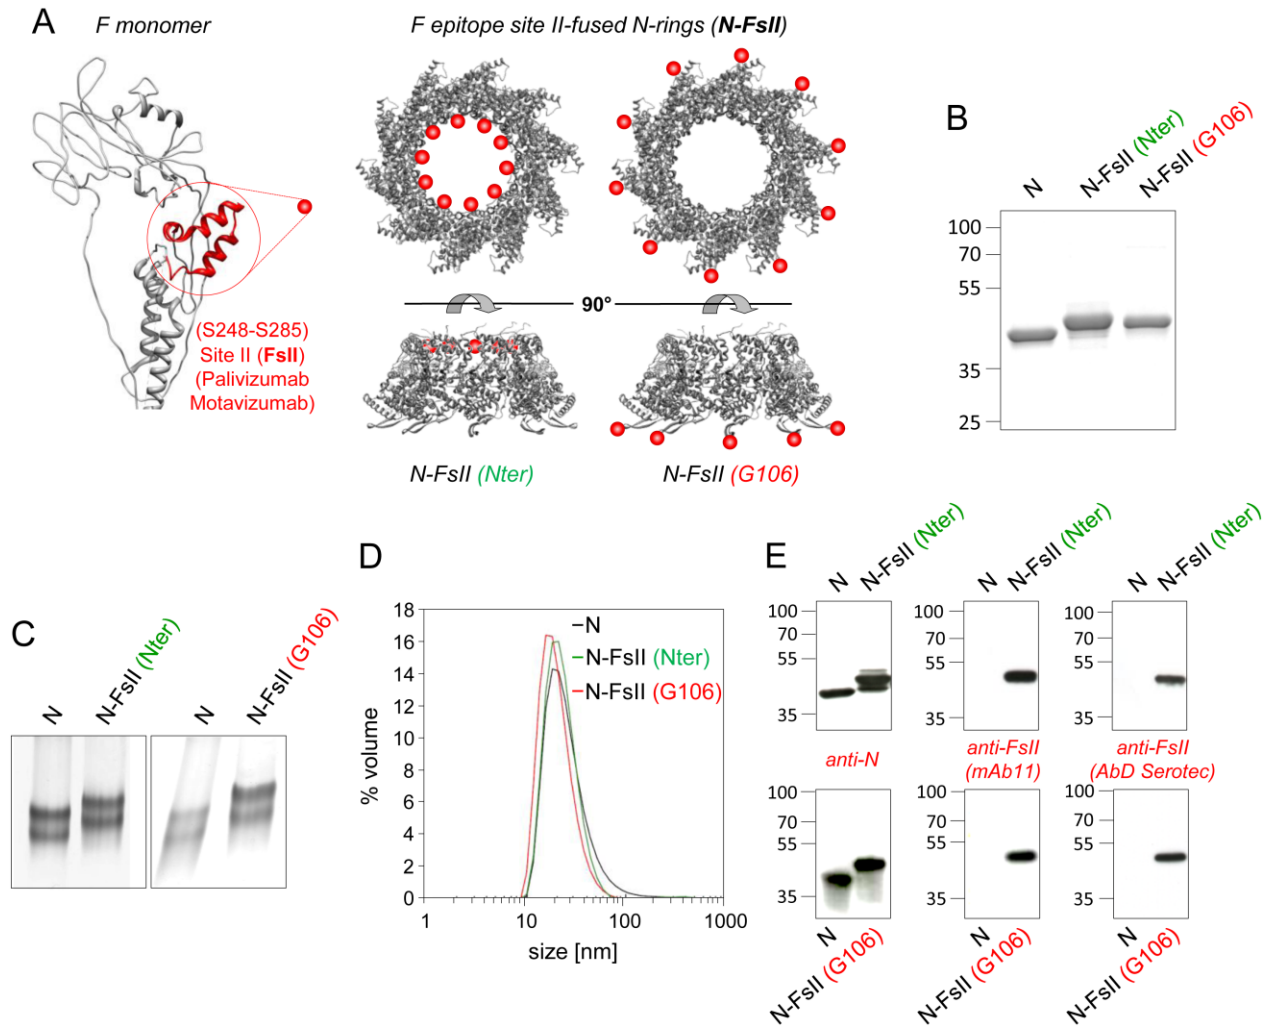 A
F monomer
F epitope site II-fused N-rings (N-FsII)
(S248-S285)
Site II (FsII)
(Palivizumab
Motavizumab)
90°
N-FsII (Nter)
N-FsII (G106)
B
N
N-FsII (Nter)
N-FsII (G106)
100
70
55
35
25
C
N
N-FsII (Nter)
N
N-FsII (G106)
D
18
16
14
12
10
8
6
4
2
0
% volume
1
10
100
1000
size [nm]
N
N-FsII (Nter)
N-FsII (G106)
E
N
N-FsII (Nter)
N
N-FsII (Nter)
N
N-FsII (Nter)
100
70
55
35
100
70
55
35
100
70
55
35
anti-N
anti-FsII
(mAb11)
anti-FsII
(AbD Serotec)
100
70
55
35
100
70
55
35
100
70
55
35
N
N-FsII (G106)
N
N-FsII (G106)
N
N-FsII (G106)